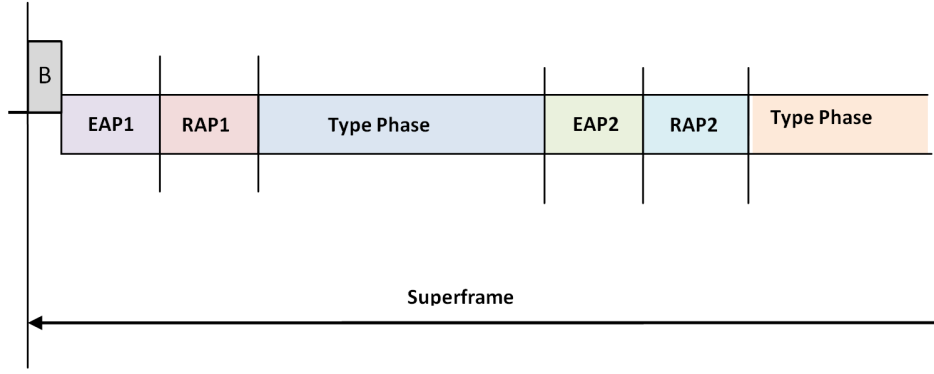 B
EAP1
RAP1
Type Phase
EAP2
RAP2
Type Phase
Superframe